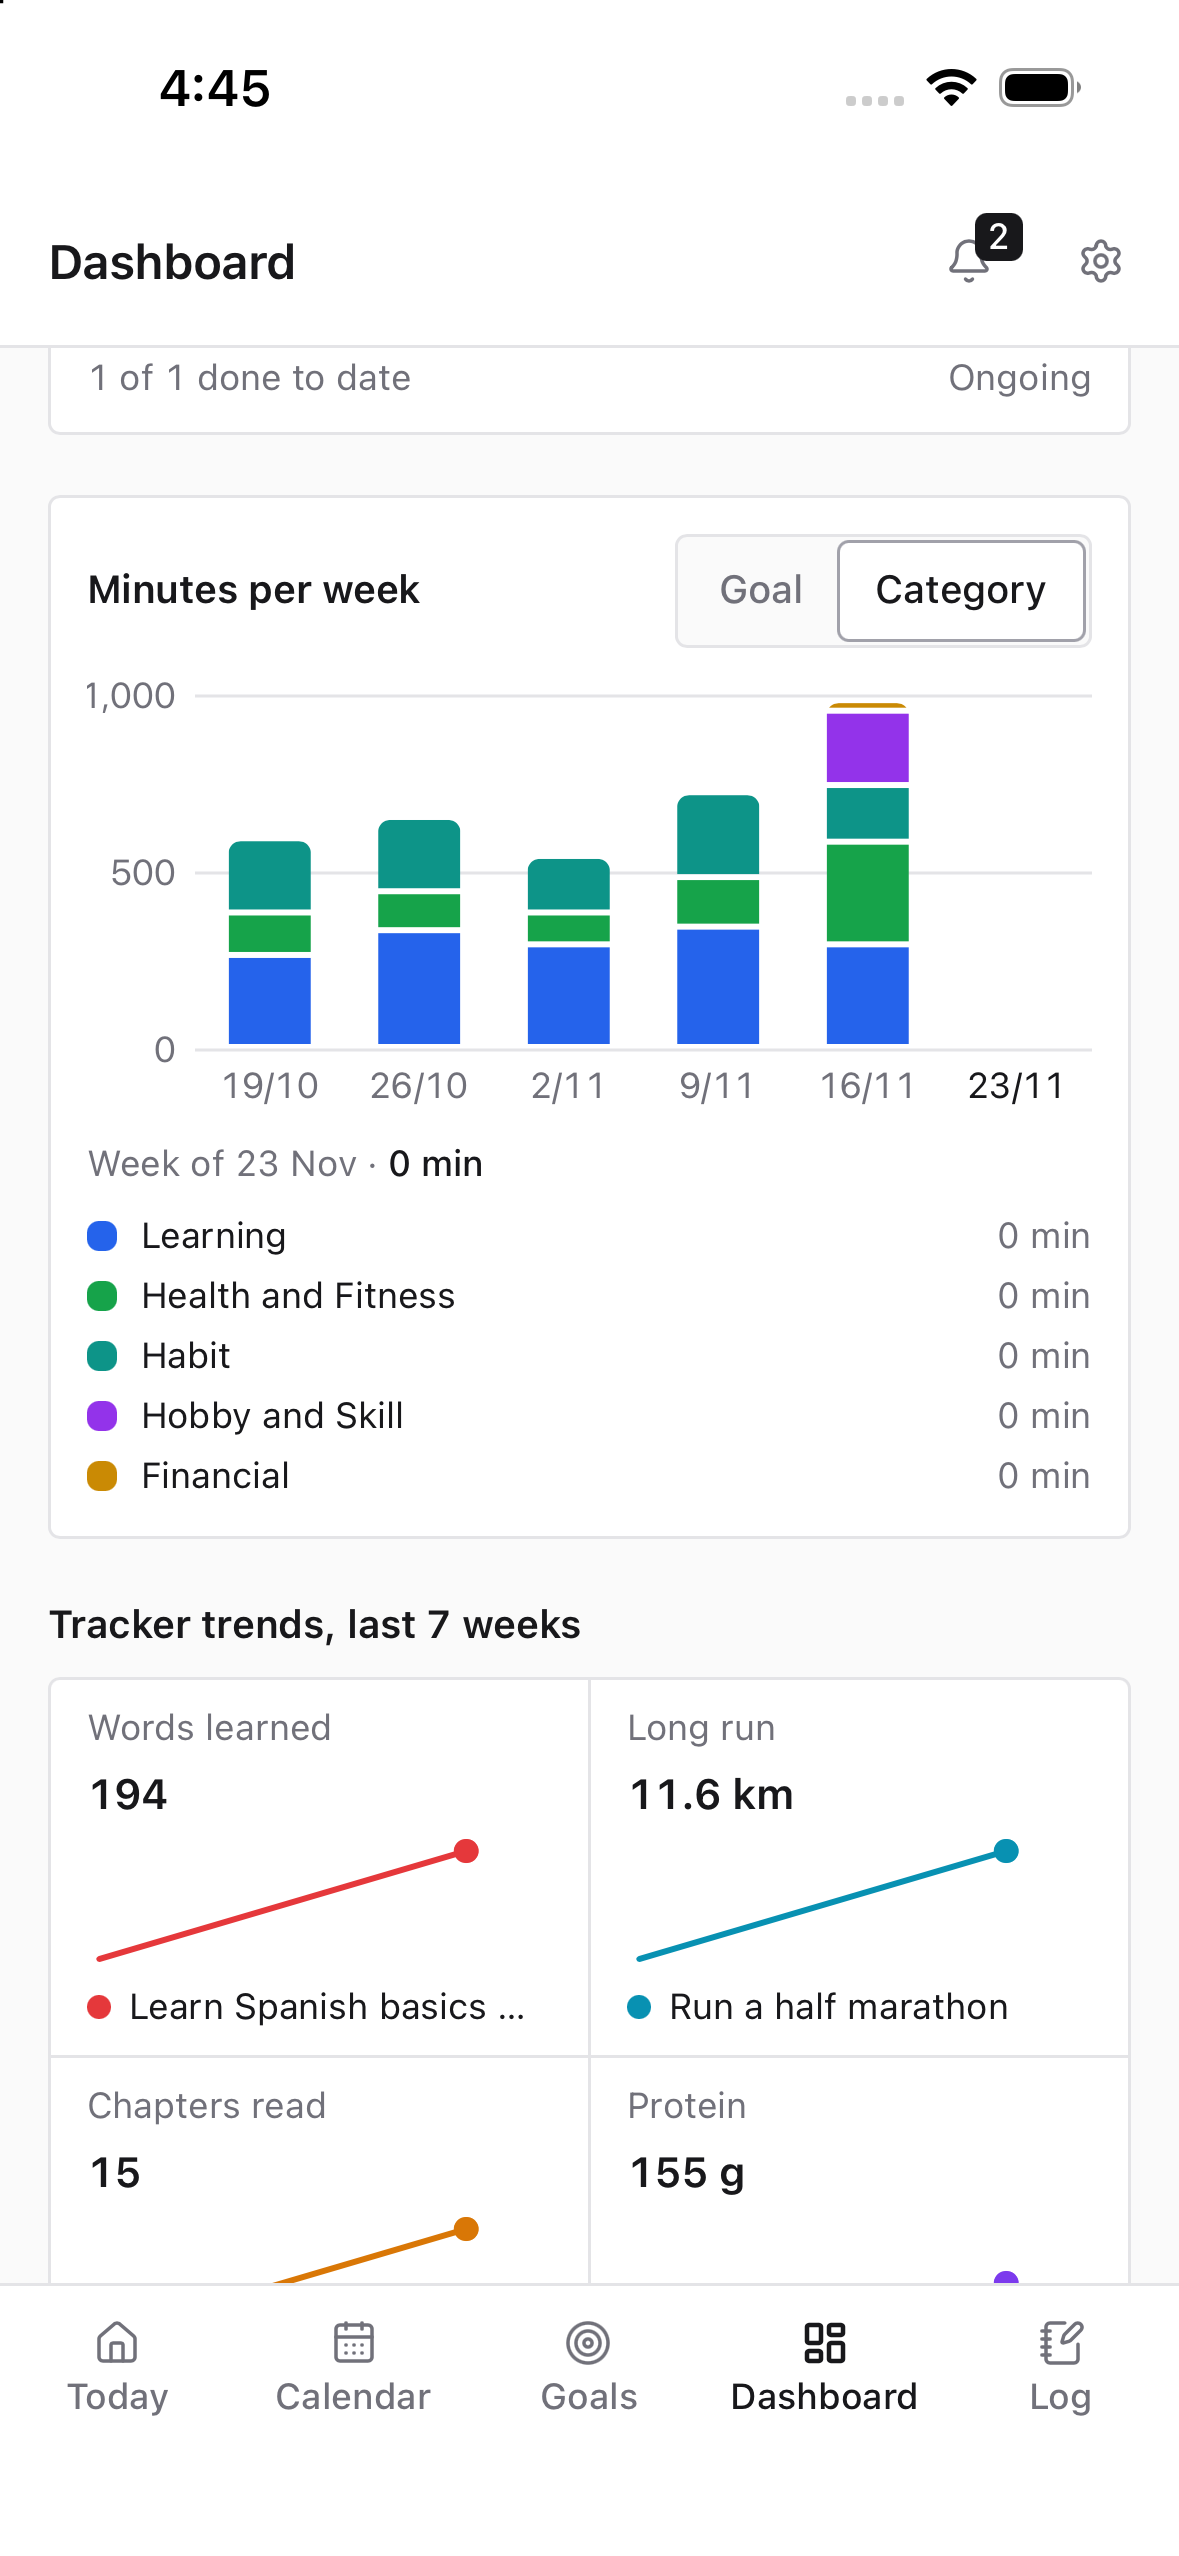 4:45
Dashboard
2
1 of 1 done to date
Ongoing
Minutes per week
Goal
Category
1,000
500
0
19/10
26/10
2/11
9/11
16/11
23/11
Week of 23 Nov · 0 min
Learning
0 min
Health and Fitness
0 min
Habit
0 min
Hobby and Skill
0 min
Financial
0 min
Tracker trends, last 7 weeks
Words learned
194
Learn Spanish basics ...
Long run
11.6 km
Run a half marathon
Chapters read
15
Protein
155 g
Today
Calendar
Goals
Dashboard
Log